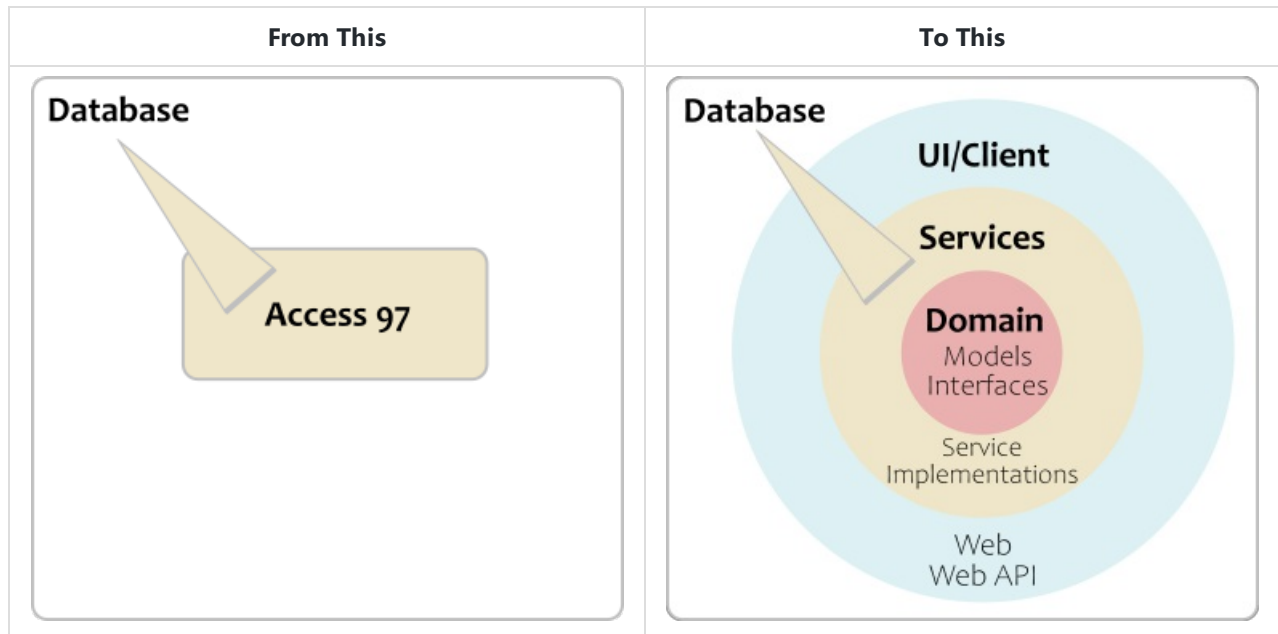 From This
To This
Database
Access 97
Database
UI/Client
Services
Domain
Models
Interfaces
Service
Implementations
Web
Web API